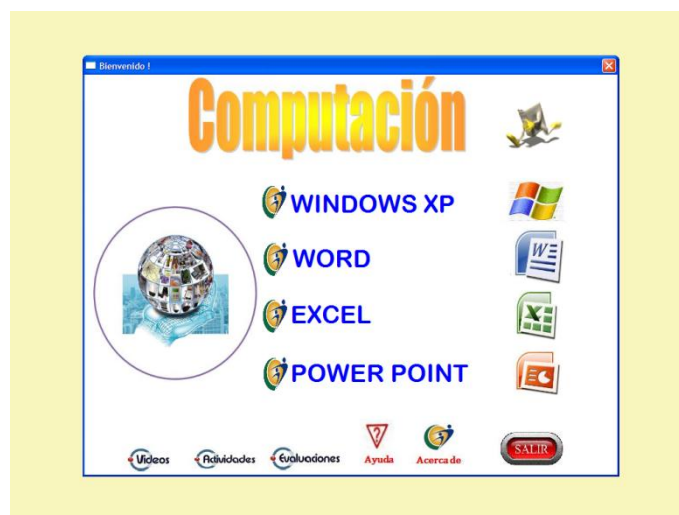 Bienvenido !
Computación
WINDOWS XP
WORD
EXCEL
POWER POINT
Videos Actividades Evaluaciones Ayuda Acerca de SALIR